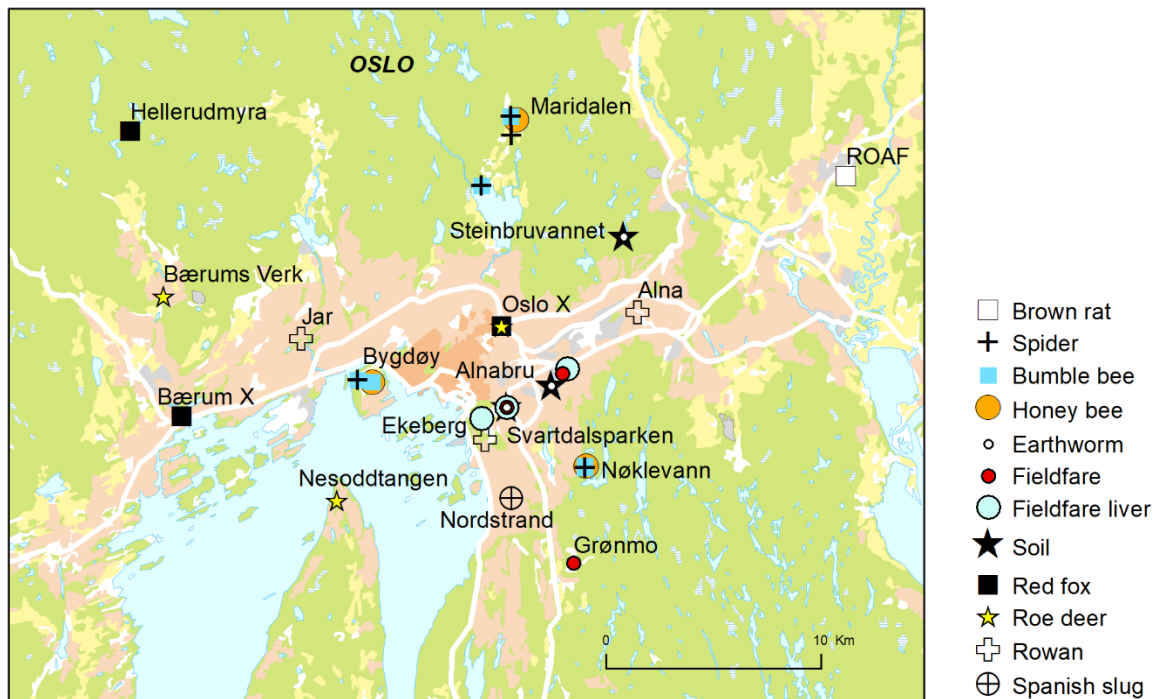 OSLO
Hellerudmyra
Maridalen
ROAF
Steinbruvannet
Bærums Verk
Oslo X
Alna
Jar
Bygdøy
Alnabru
Bærum X
Ekeberg
Svartdalsparken
Nøklevann
Nesoddtangen
Nordstrand
Grønmo
0 10 Km
Brown rat
Spider
Bumble bee
Honey bee
Earthworm
Fieldfare
Fieldfare liver
Soil
Red fox
Roe deer
Rowan
Spanish slug